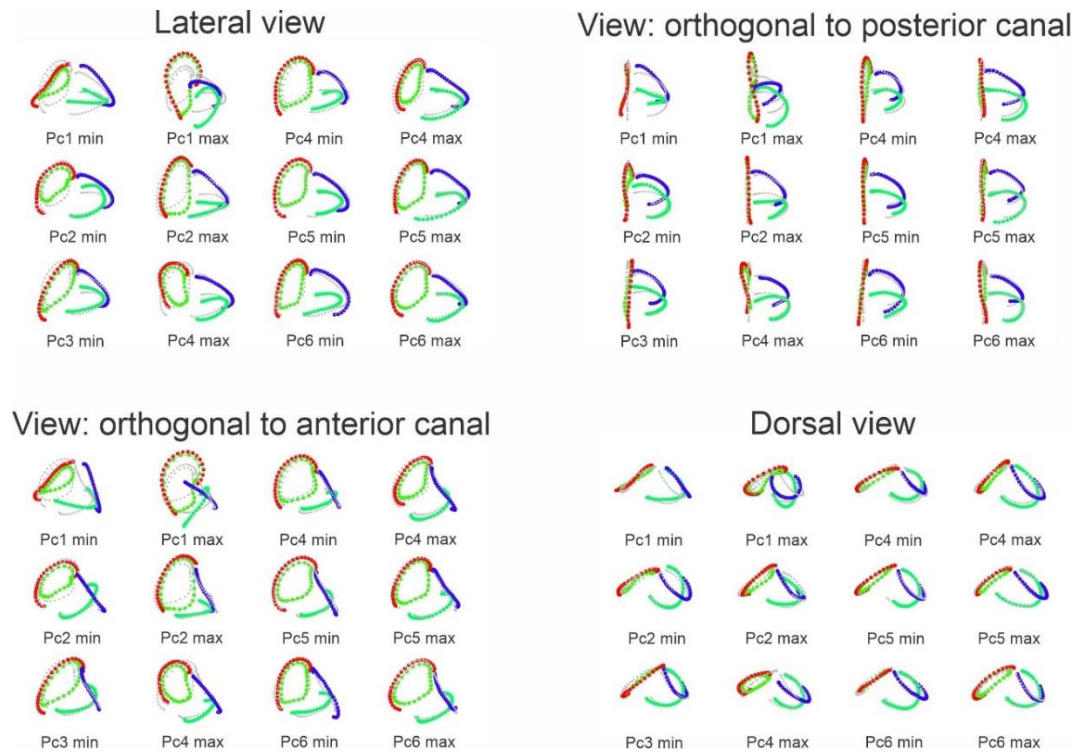 Lateral view
Pc1 min Pc1 max Pc4 min Pc4 max
Pc2 min Pc2 max Pc5 min Pc5 max
Pc3 min Pc4 max Pc6 min Pc6 max
View: orthogonal to posterior canal
Pc1 min Pc1 max Pc4 min Pc4 max
Pc2 min Pc2 max Pc5 min Pc5 max
Pc3 min Pc4 max Pc6 min Pc6 max
View: orthogonal to anterior canal
Pc1 min Pc1 max Pc4 min Pc4 max
Pc2 min Pc2 max Pc5 min Pc5 max
Pc3 min Pc4 max Pc6 min Pc6 max
Dorsal view
Pc1 min Pc1 max Pc4 min Pc4 max
Pc2 min Pc2 max Pc5 min Pc5 max
Pc3 min Pc4 max Pc6 min Pc6 max